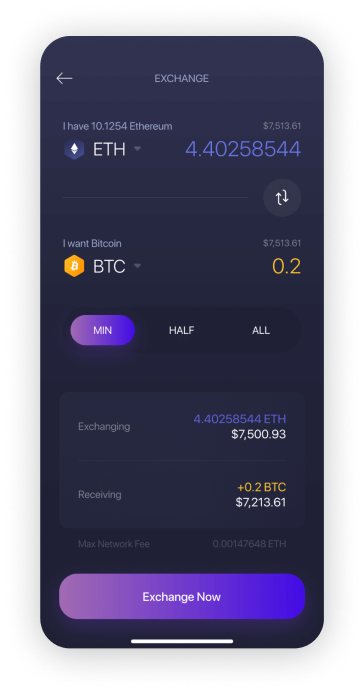 EXCHANGE
I have 10.1254 Ethereum $7,513.61
ETH 4.40258544
I want Bitcoin $7,513.61
BTC 0.2
MIN HALF ALL
4.40258544 ETH
Exchanging
$7,500.93
+0.2 BTC
Receiving
$7,213.61
Max Network Fee 0.00147648 ETH
Exchange Now